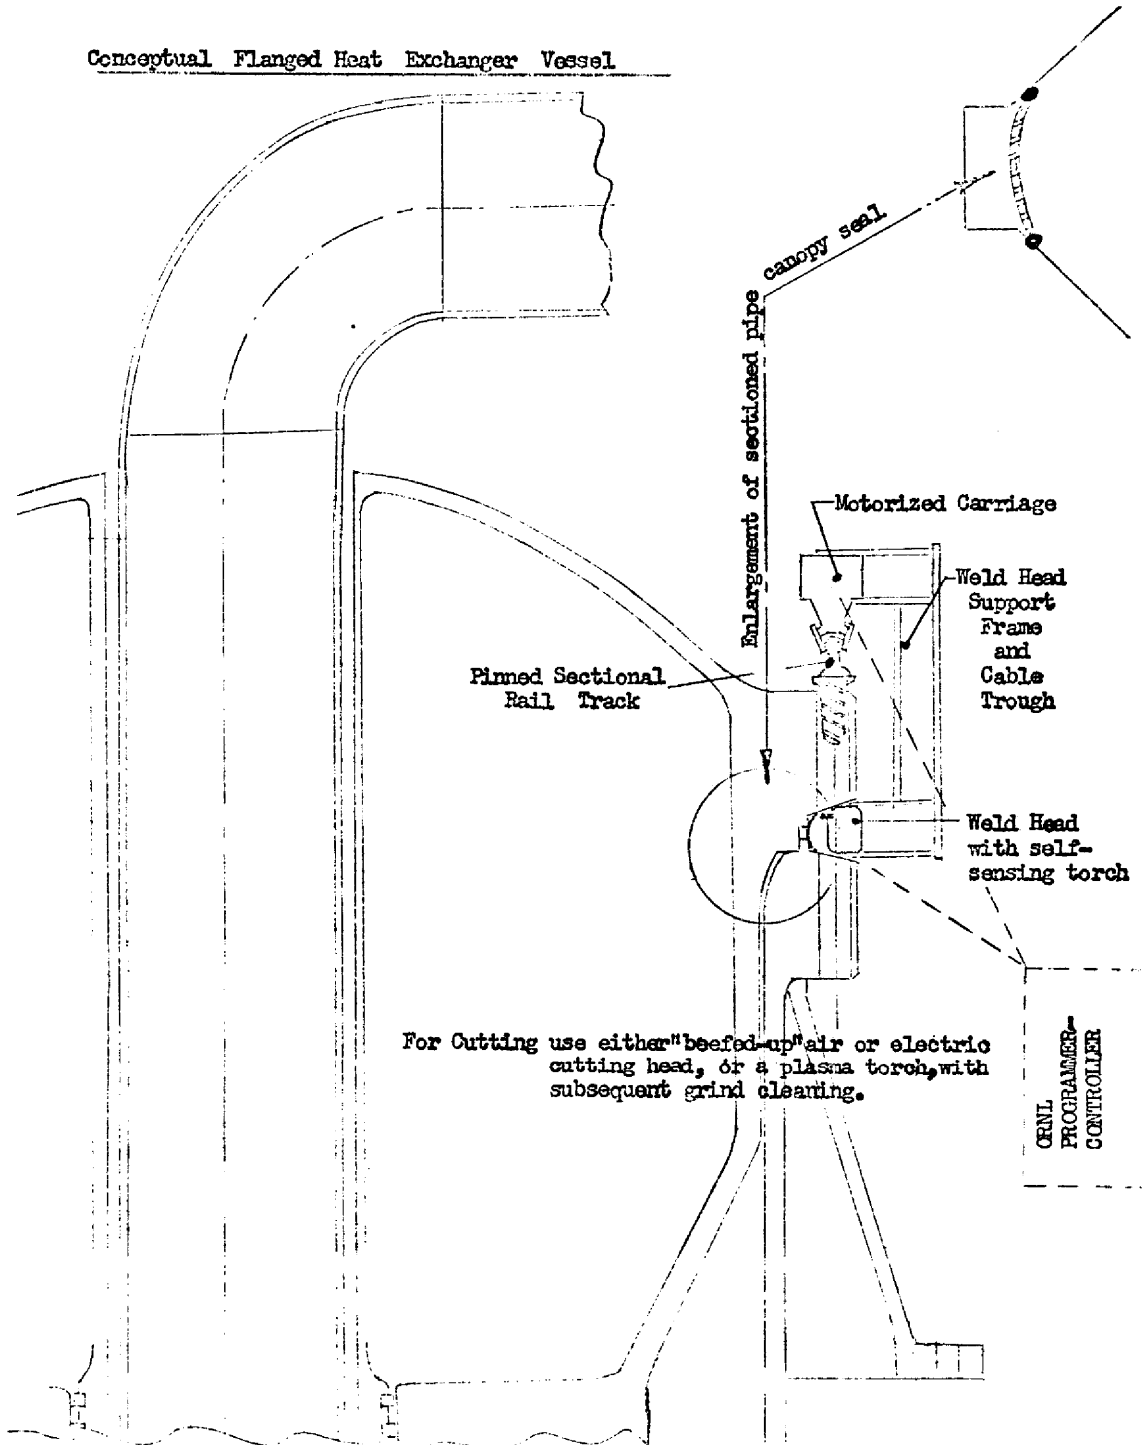 Conceptual Flanged Heat Exchanger Vessel
canopy seal
Enlargement of sectioned pipe
Motorized Carriage
Weld Head
Support
Frame
and
Cable
Trough
Pinned Sectional
Rail Track
Weld Head
with self-
sensing torch
For Cutting use either"beefed-up"air or electric
cutting head, or a plasma torch,with
subsequent grind cleaning.
ORNL
PROGRAMMER-
CONTROLLER